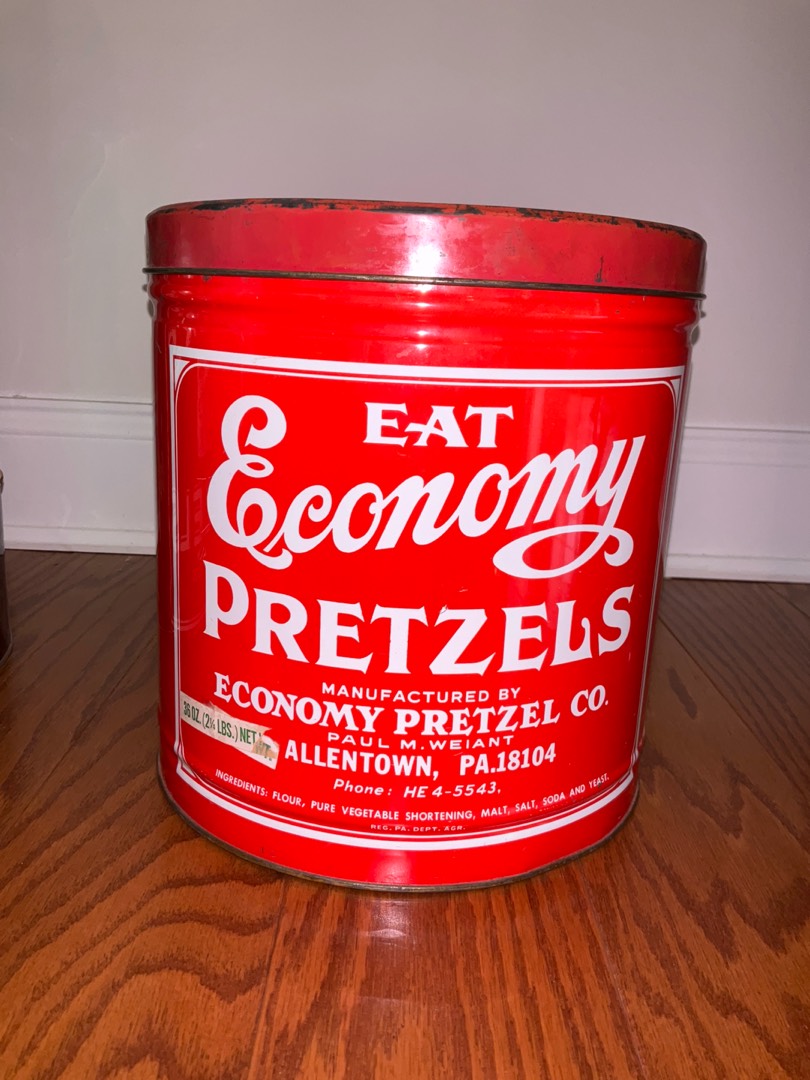 EAT
Economy
PRETZELS
MANUFACTURED BY
ECONOMY PRETZEL CO.
PAUL M. WEIANT
36 OZ. (2¼ LBS.) NET WT.
ALLENTOWN, PA.18104
Phone: HE 4-5543,
INGREDIENTS: FLOUR, PURE VEGETABLE SHORTENING, MALT, SALT, SODA AND YEAST.
REG. PA. DEPT. AGR.